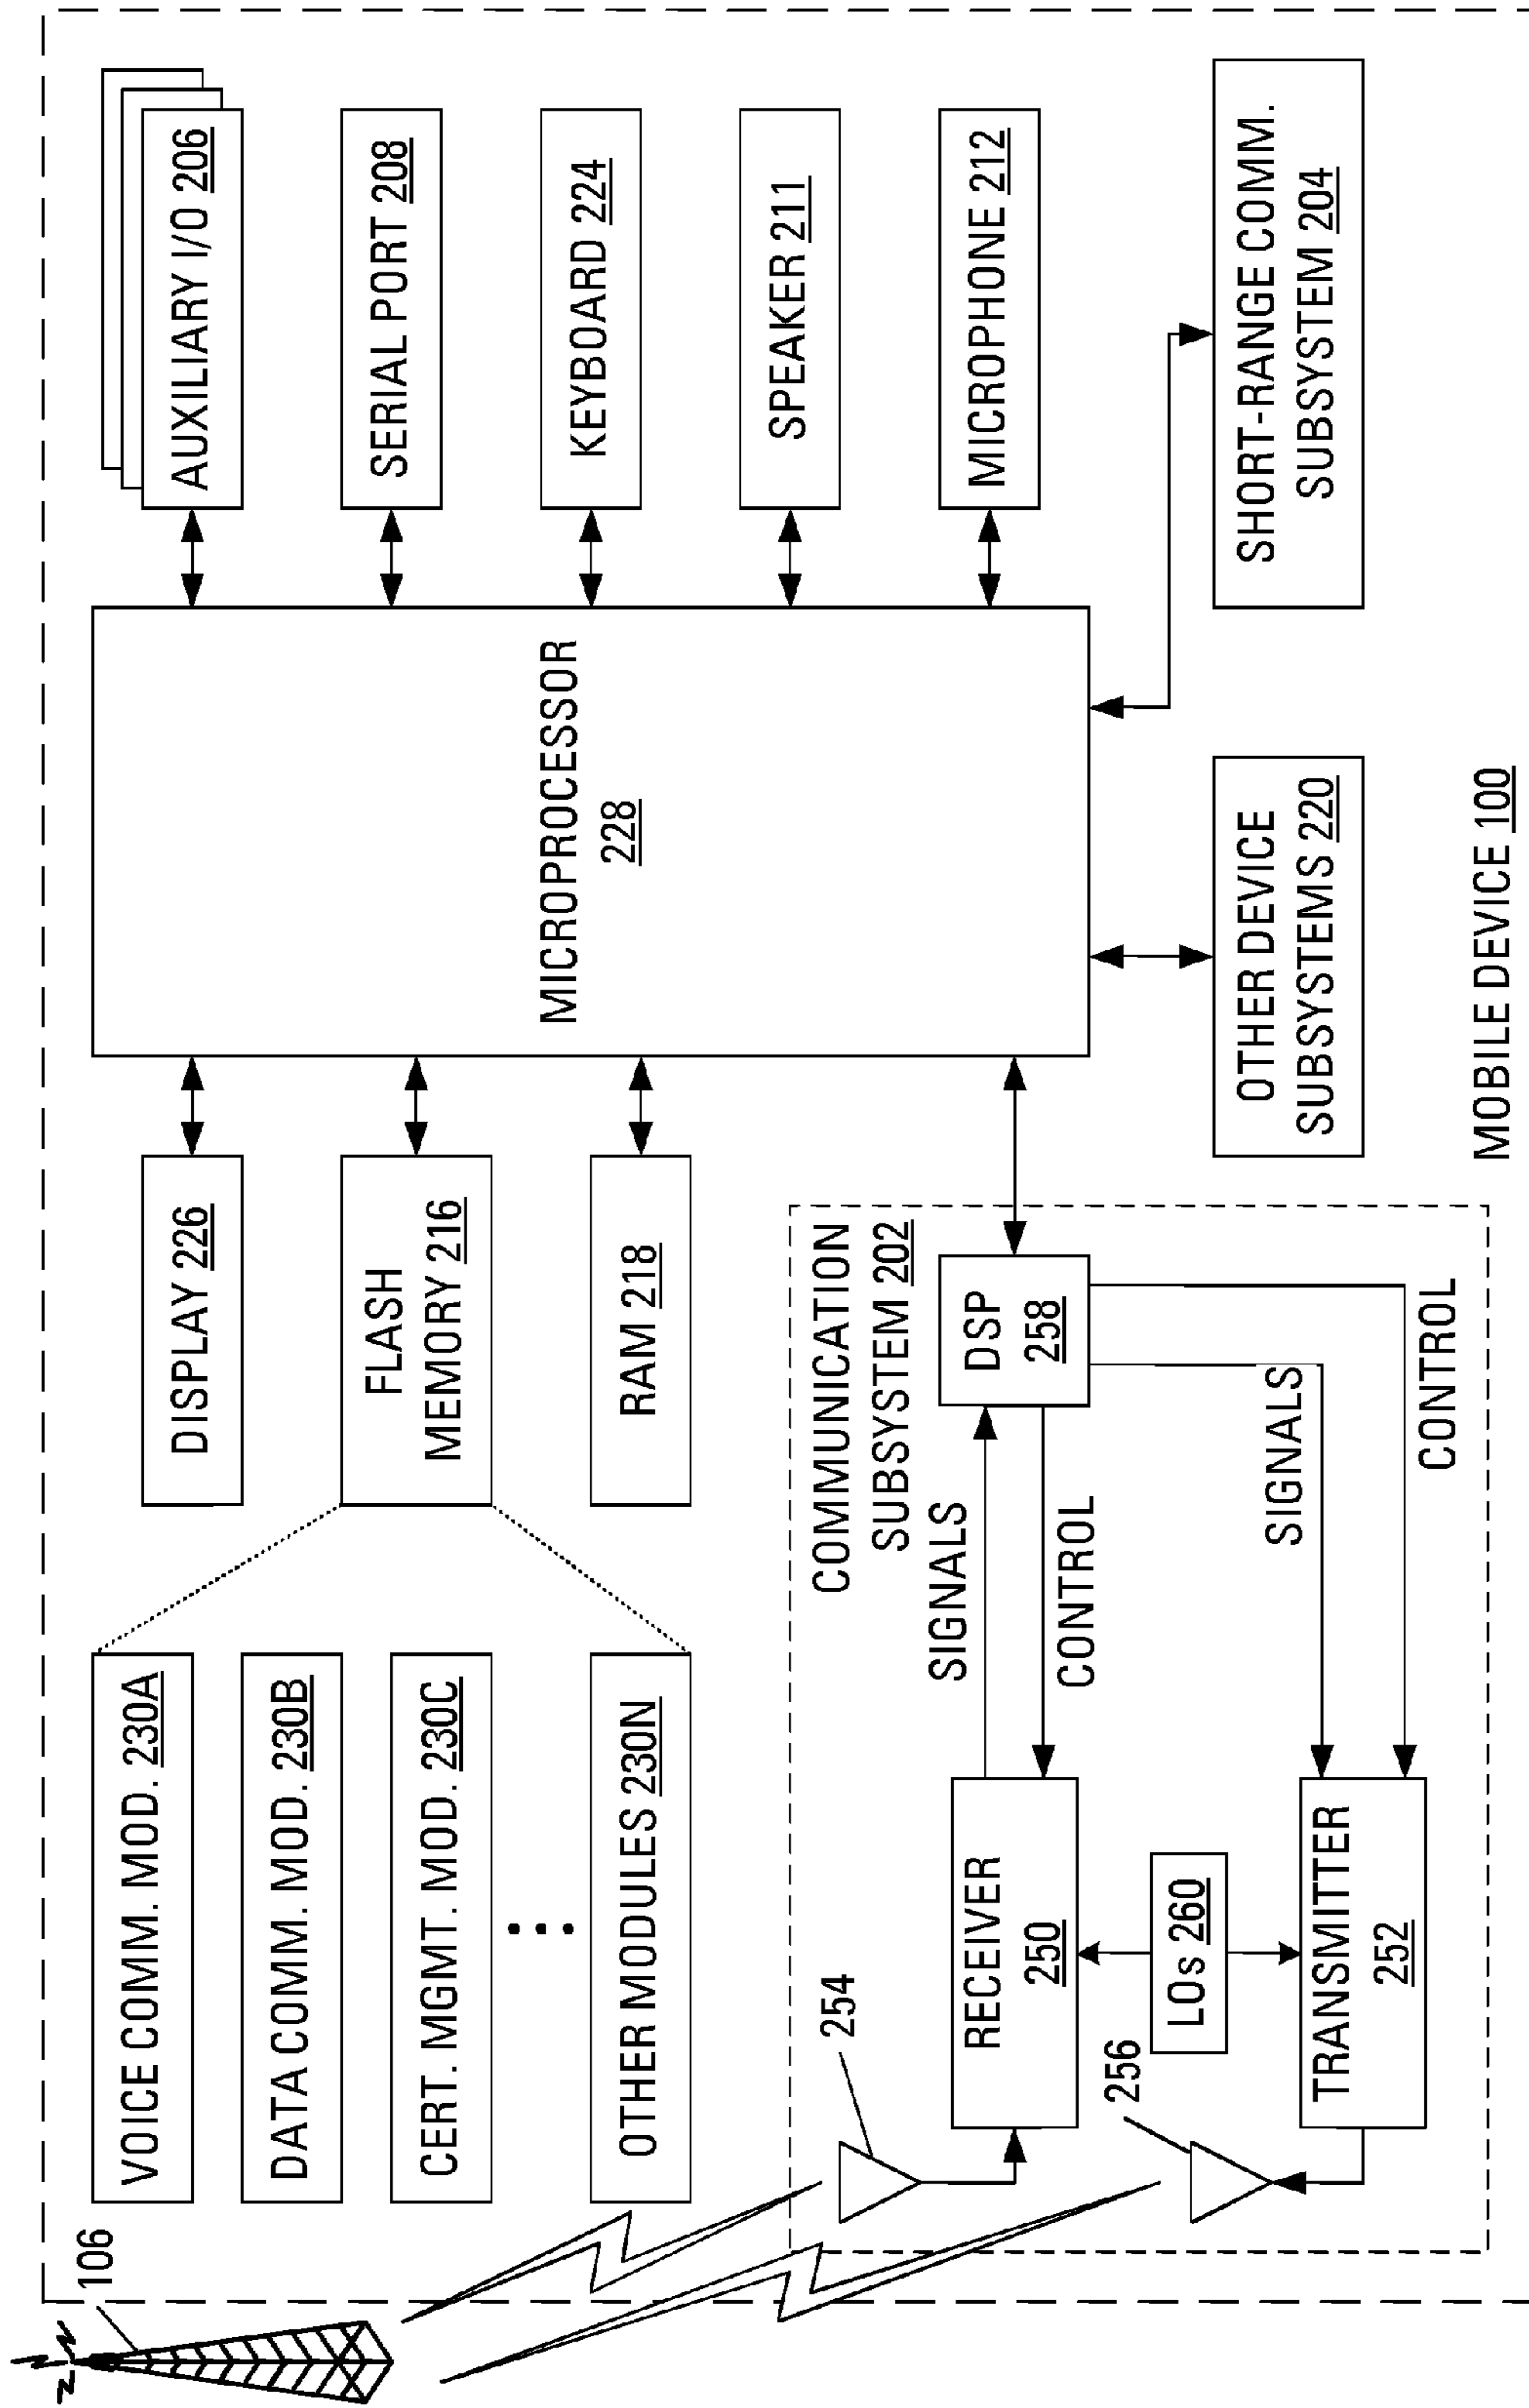 106
VOICE COMM. MOD. 230A
DATA COMM. MOD. 230B
CERT. MGMT. MOD. 230C
OTHER MODULES 230N
DISPLAY 226
FLASH
MEMORY 216
RAM 218
MICROPROCESSOR
228
AUXILIARY I/O 206
SERIAL PORT 208
KEYBOARD 224
SPEAKER 211
MICROPHONE 212
SHORT-RANGE COMM.
SUBSYSTEM 204
OTHER DEVICE
SUBSYSTEMS 220
COMMUNICATION
SUBSYSTEM 202
DSP
258
SIGNALS
CONTROL
SIGNALS
CONTROL
254
RECEIVER
250
256
LOs 260
TRANSMITTER
252
MOBILE DEVICE 100